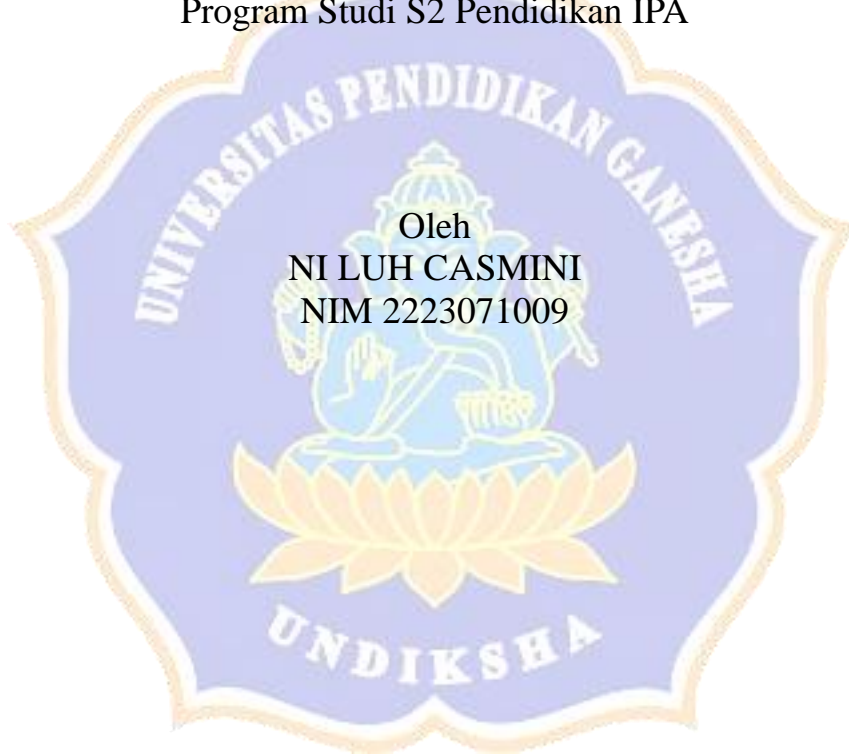 Program Studi S2 Pendidikan IPA
UNIVERSITAS PENDIDIKAN GANESHA
Oleh
NI LUH CASMINI
NIM 2223071009
UNDIKSHA